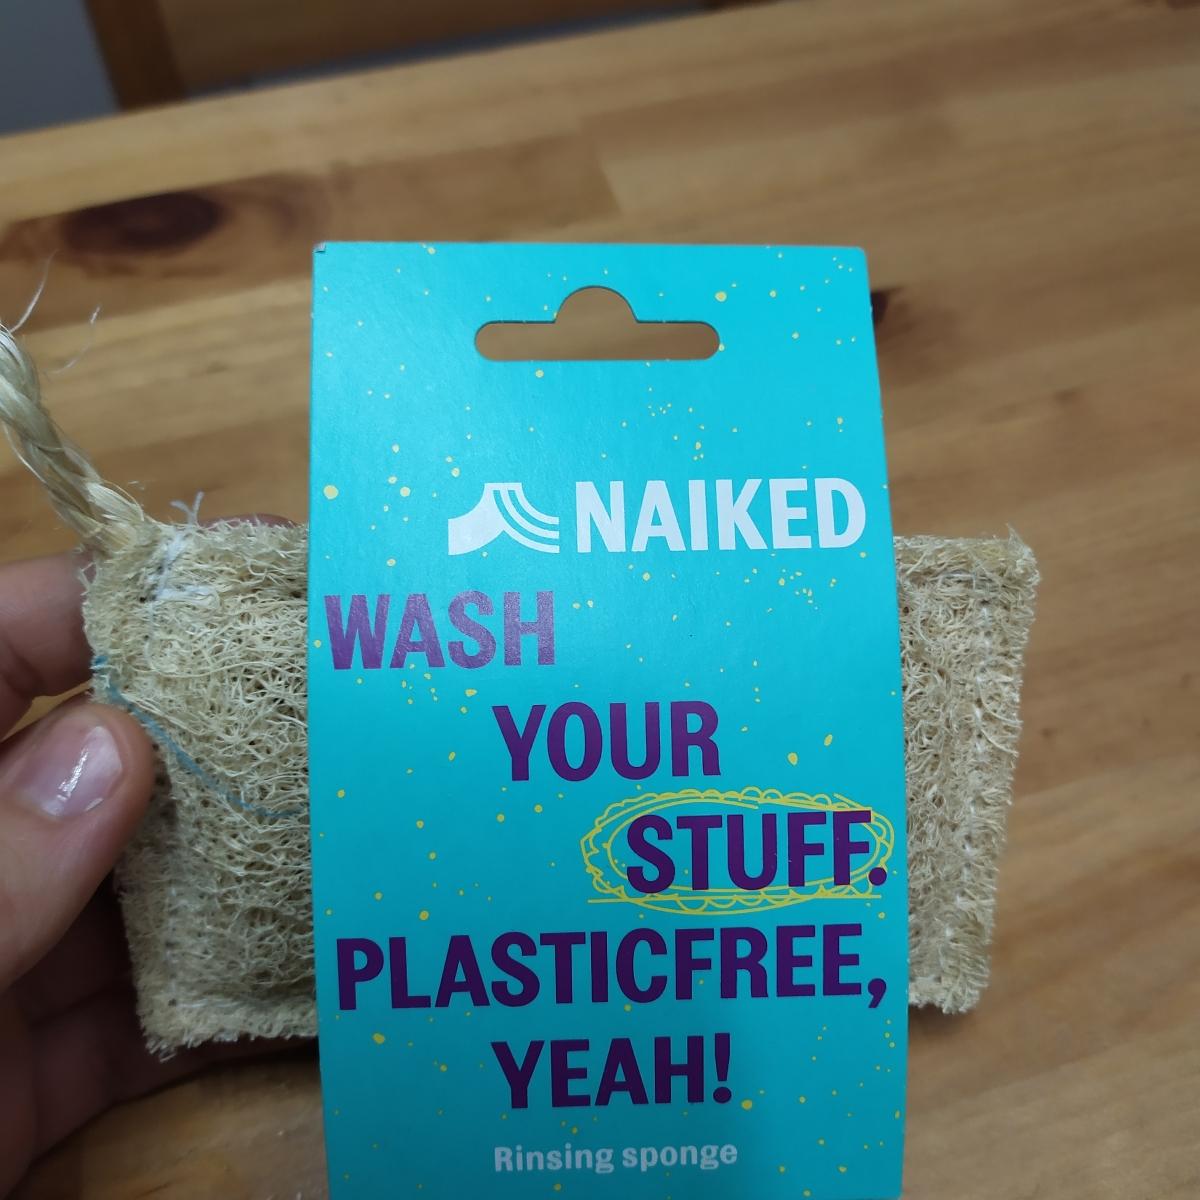 NAIKED
WASH
YOUR
STUFF.
PLASTICFREE,
YEAH!
Rinsing sponge